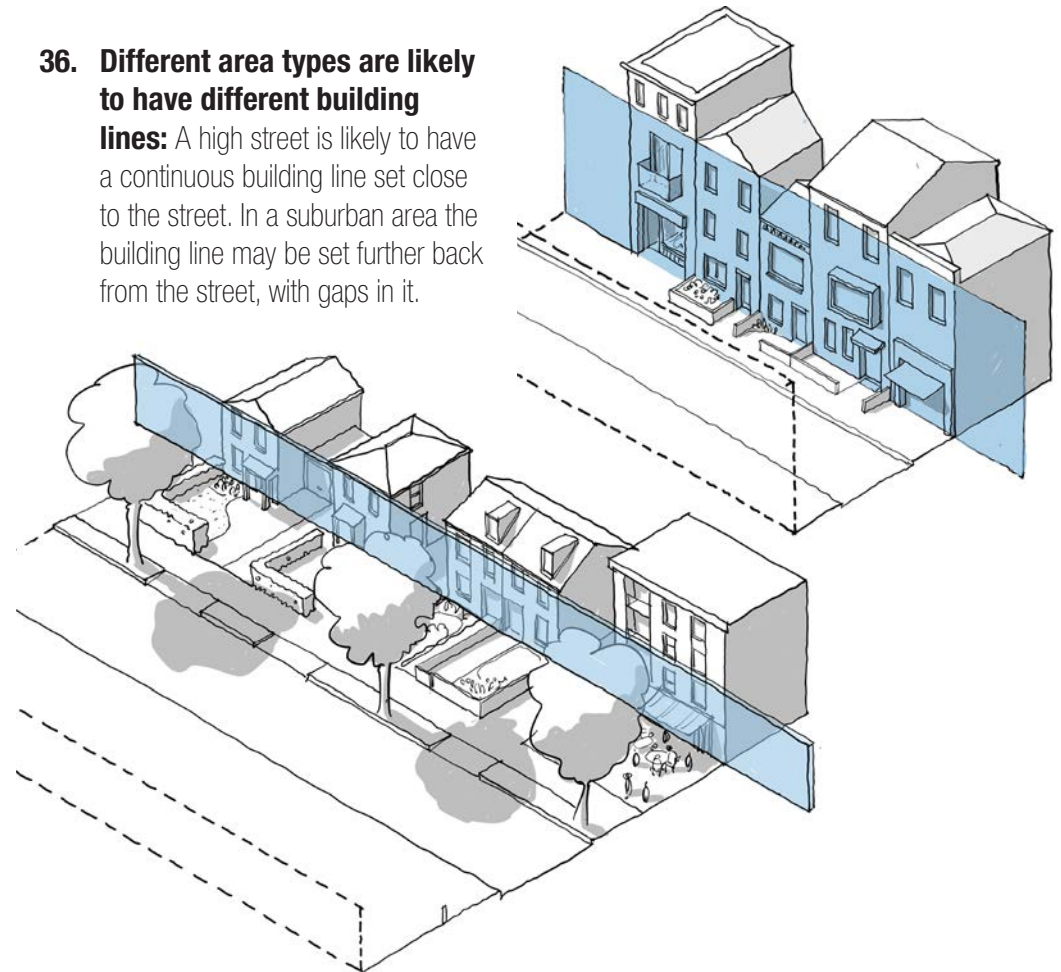 36. Different area types are likely
to have different building
lines: A high street is likely to have
a continuous building line set close
to the street. In a suburban area the
building line may be set further back
from the street, with gaps in it.